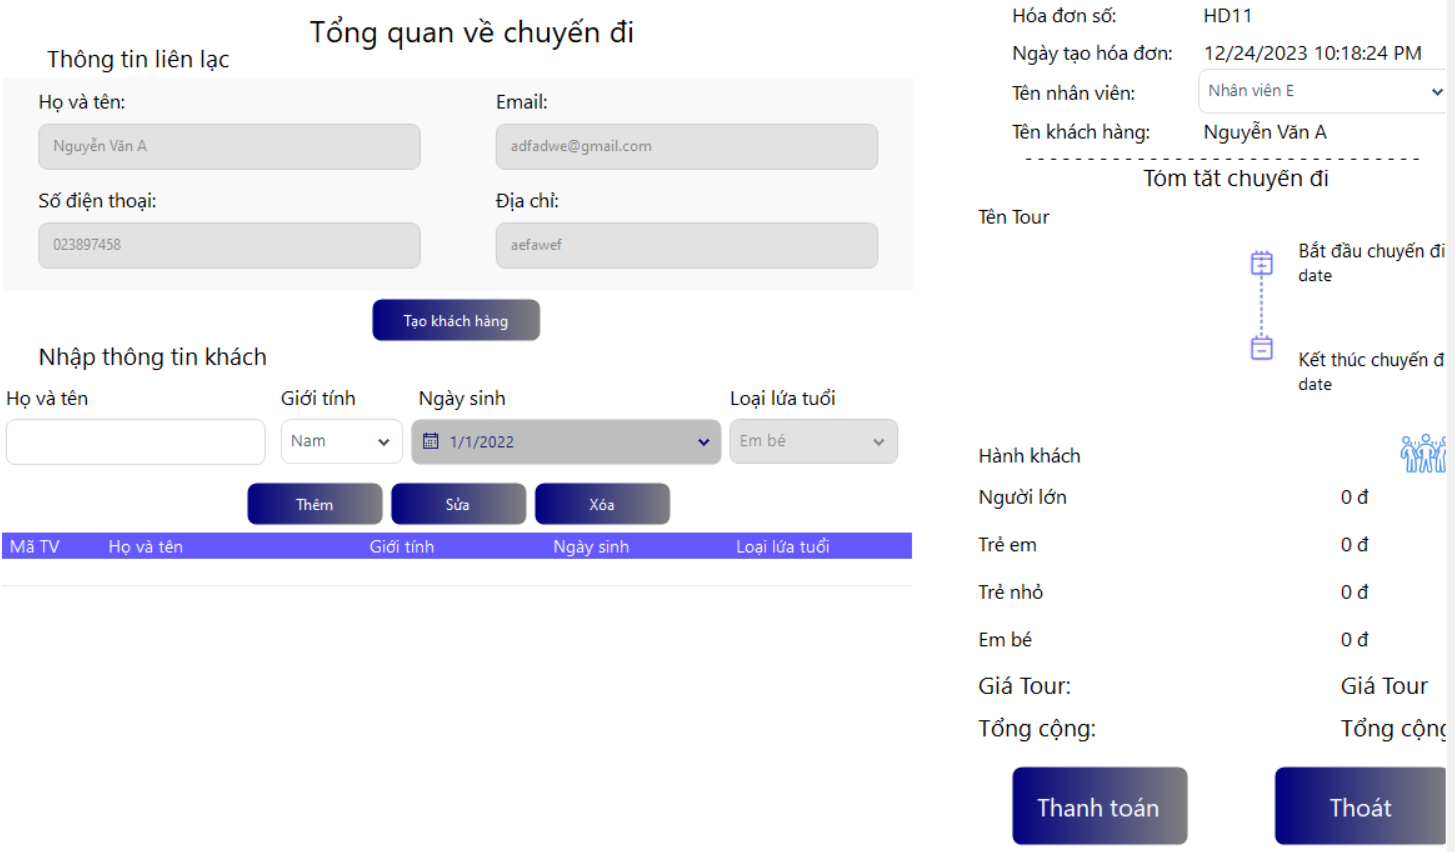 Tổng quan về chuyến đi
Thông tin liên lạc
Họ và tên:
Email:
Nguyễn Văn A
adfadwe@gmail.com
Số điện thoại:
Địa chỉ:
023897458
aefawef
Tạo khách hàng
Nhập thông tin khách
Họ và tên
Giới tính
Ngày sinh
Loại lứa tuổi
Nam
1/1/2022
Em bé
Thêm
Sửa
Xóa
Mã TV
Họ và tên
Giới tính
Ngày sinh
Loại lứa tuổi
Hóa đơn số: HD11
Ngày tạo hóa đơn: 12/24/2023 10:18:24 PM
Tên nhân viên: Nhân viên E
Tên khách hàng: Nguyễn Văn A
Tóm tăt chuyến đi
Tên Tour
Bắt đầu chuyến đi
date
Kết thúc chuyến đ
date
Hành khách
Người lớn 0 đ
Trẻ em 0 đ
Trẻ nhỏ 0 đ
Em bé 0 đ
Giá Tour: Giá Tour
Tổng cộng: Tổng cộng
Thanh toán
Thoát